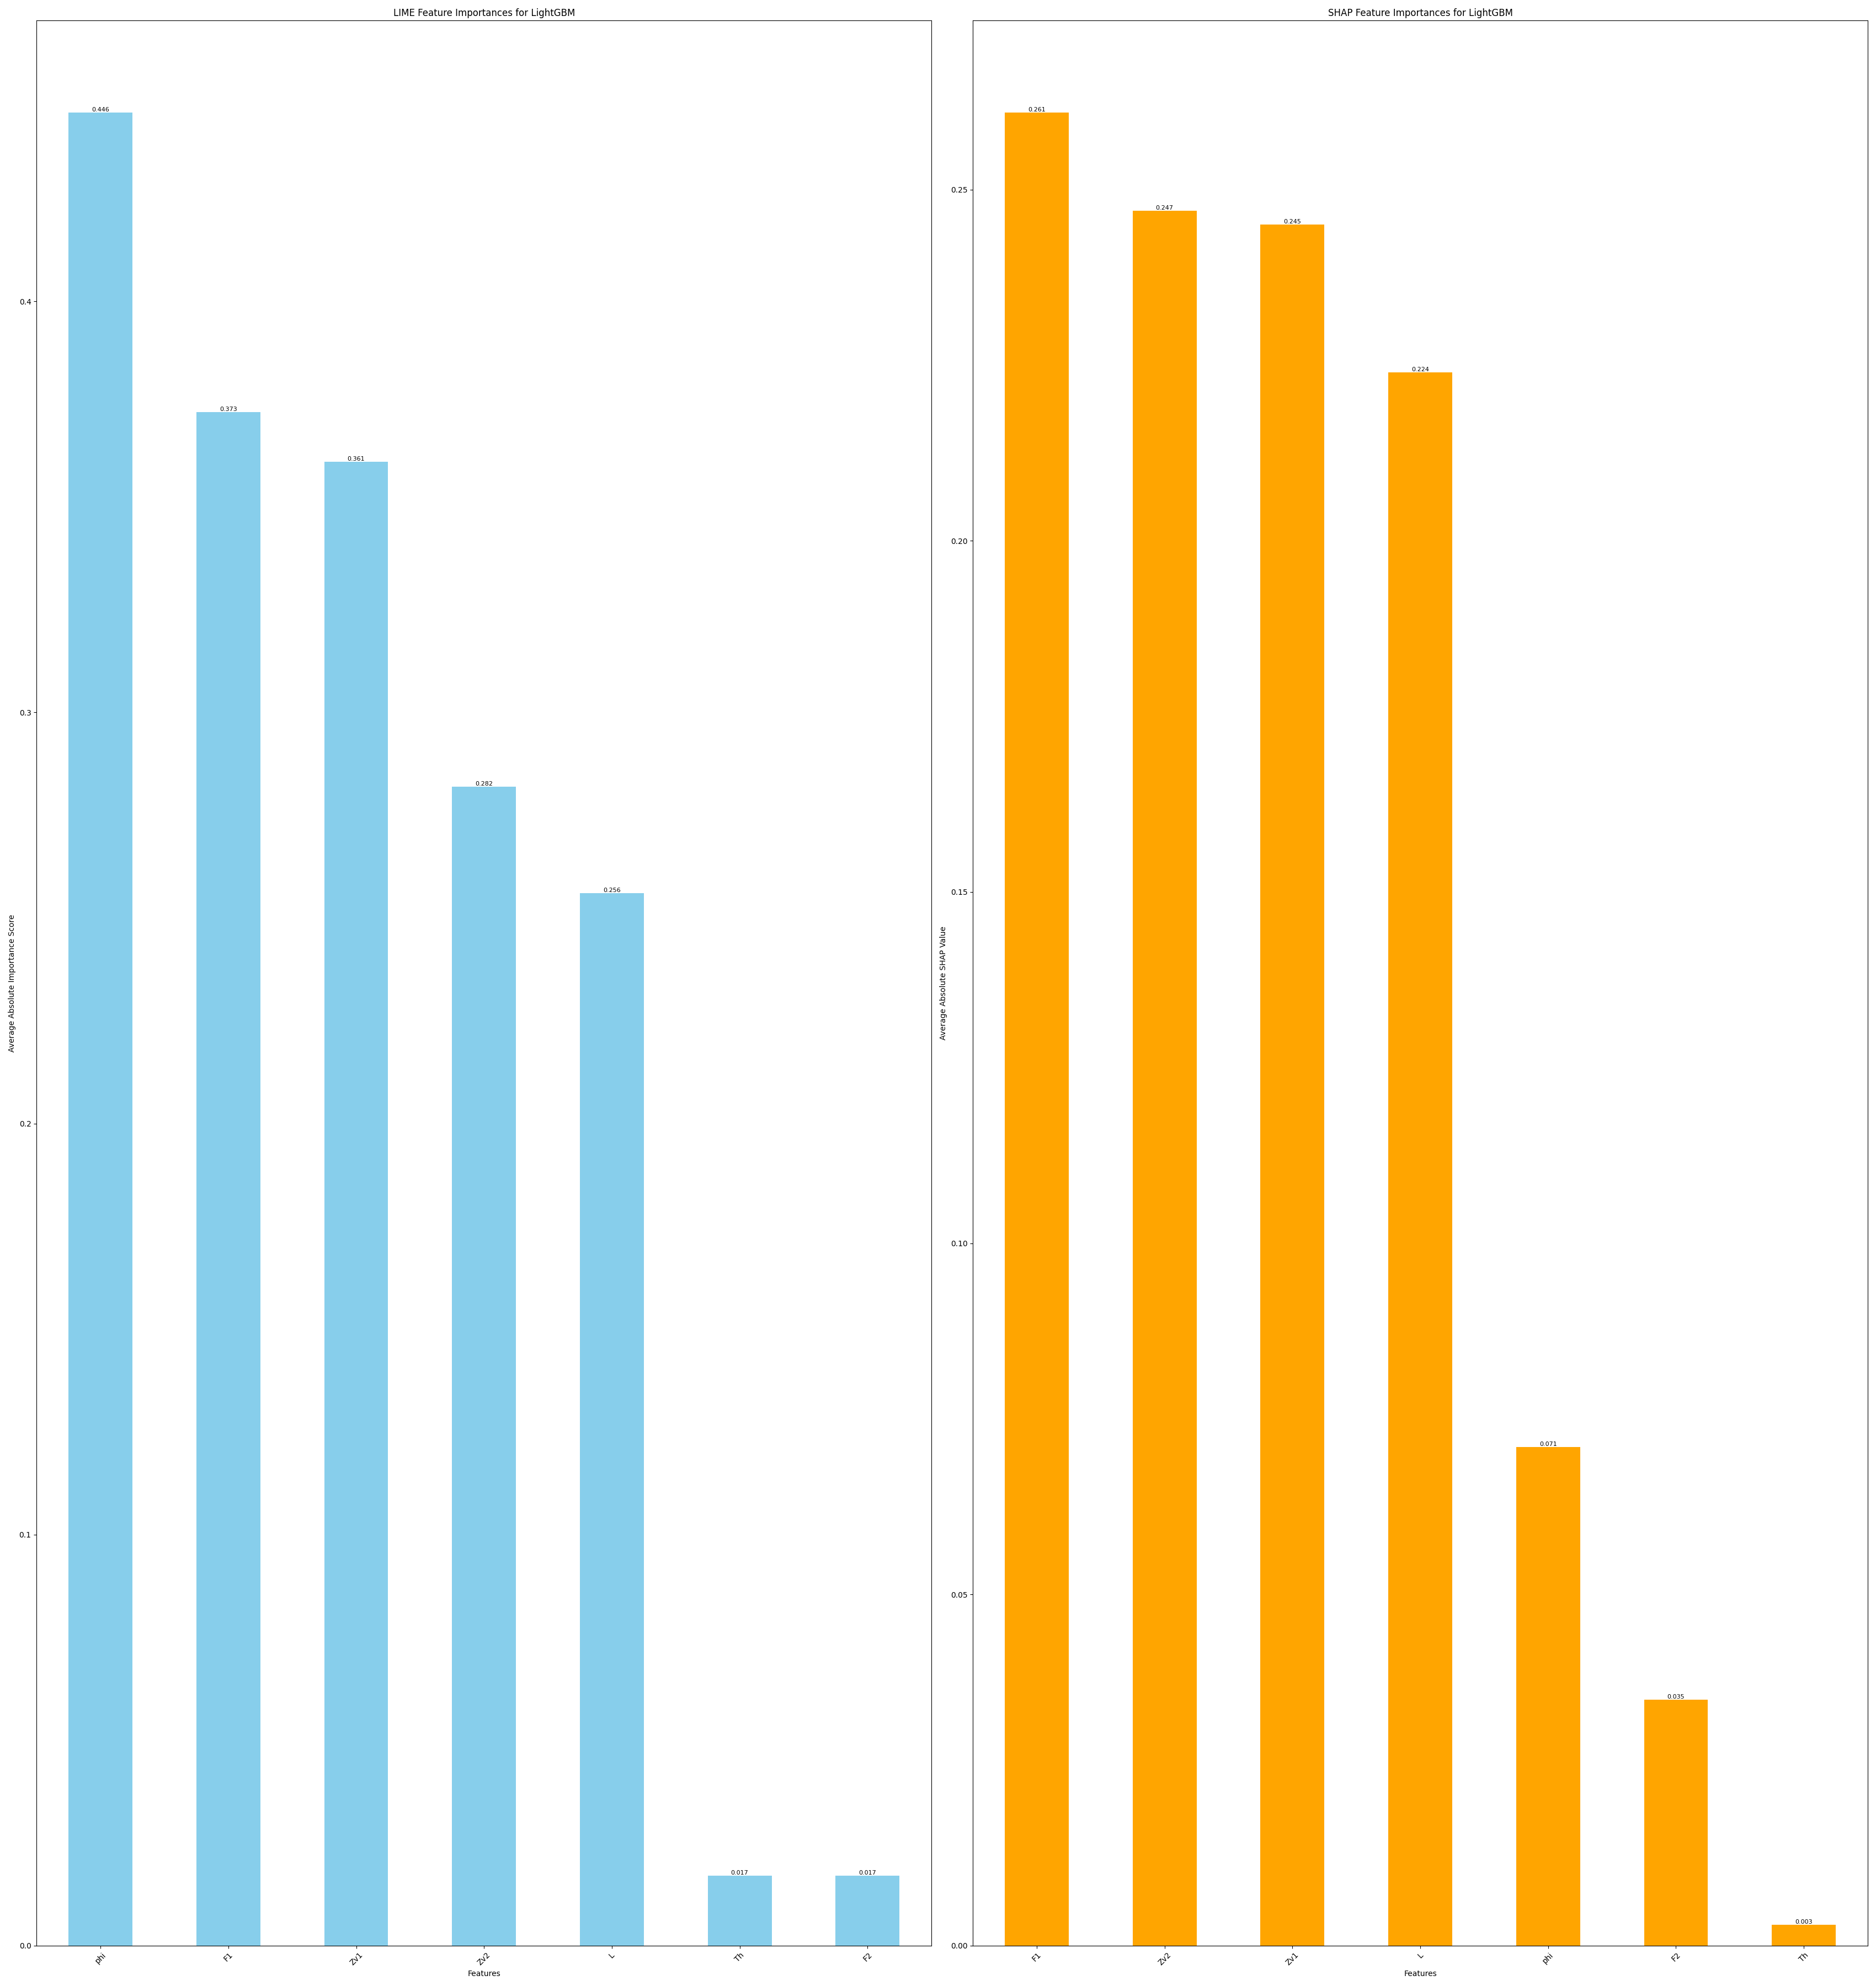 LIME Feature Importances for LightGBM
0.446
0.373
0.361
0.282
0.256
0.017
0.017
0.4
0.3
0.2
0.1
0.0
Average Absolute Importance Score
phi
F1
Zv1
Zv2
L
Th
F2
Features
SHAP Feature Importances for LightGBM
0.261
0.247
0.245
0.224
0.071
0.035
0.003
0.25
0.20
0.15
0.10
0.05
0.00
Average Absolute SHAP Value
F1
Zv2
Zv1
L
phi
F2
Th
Features